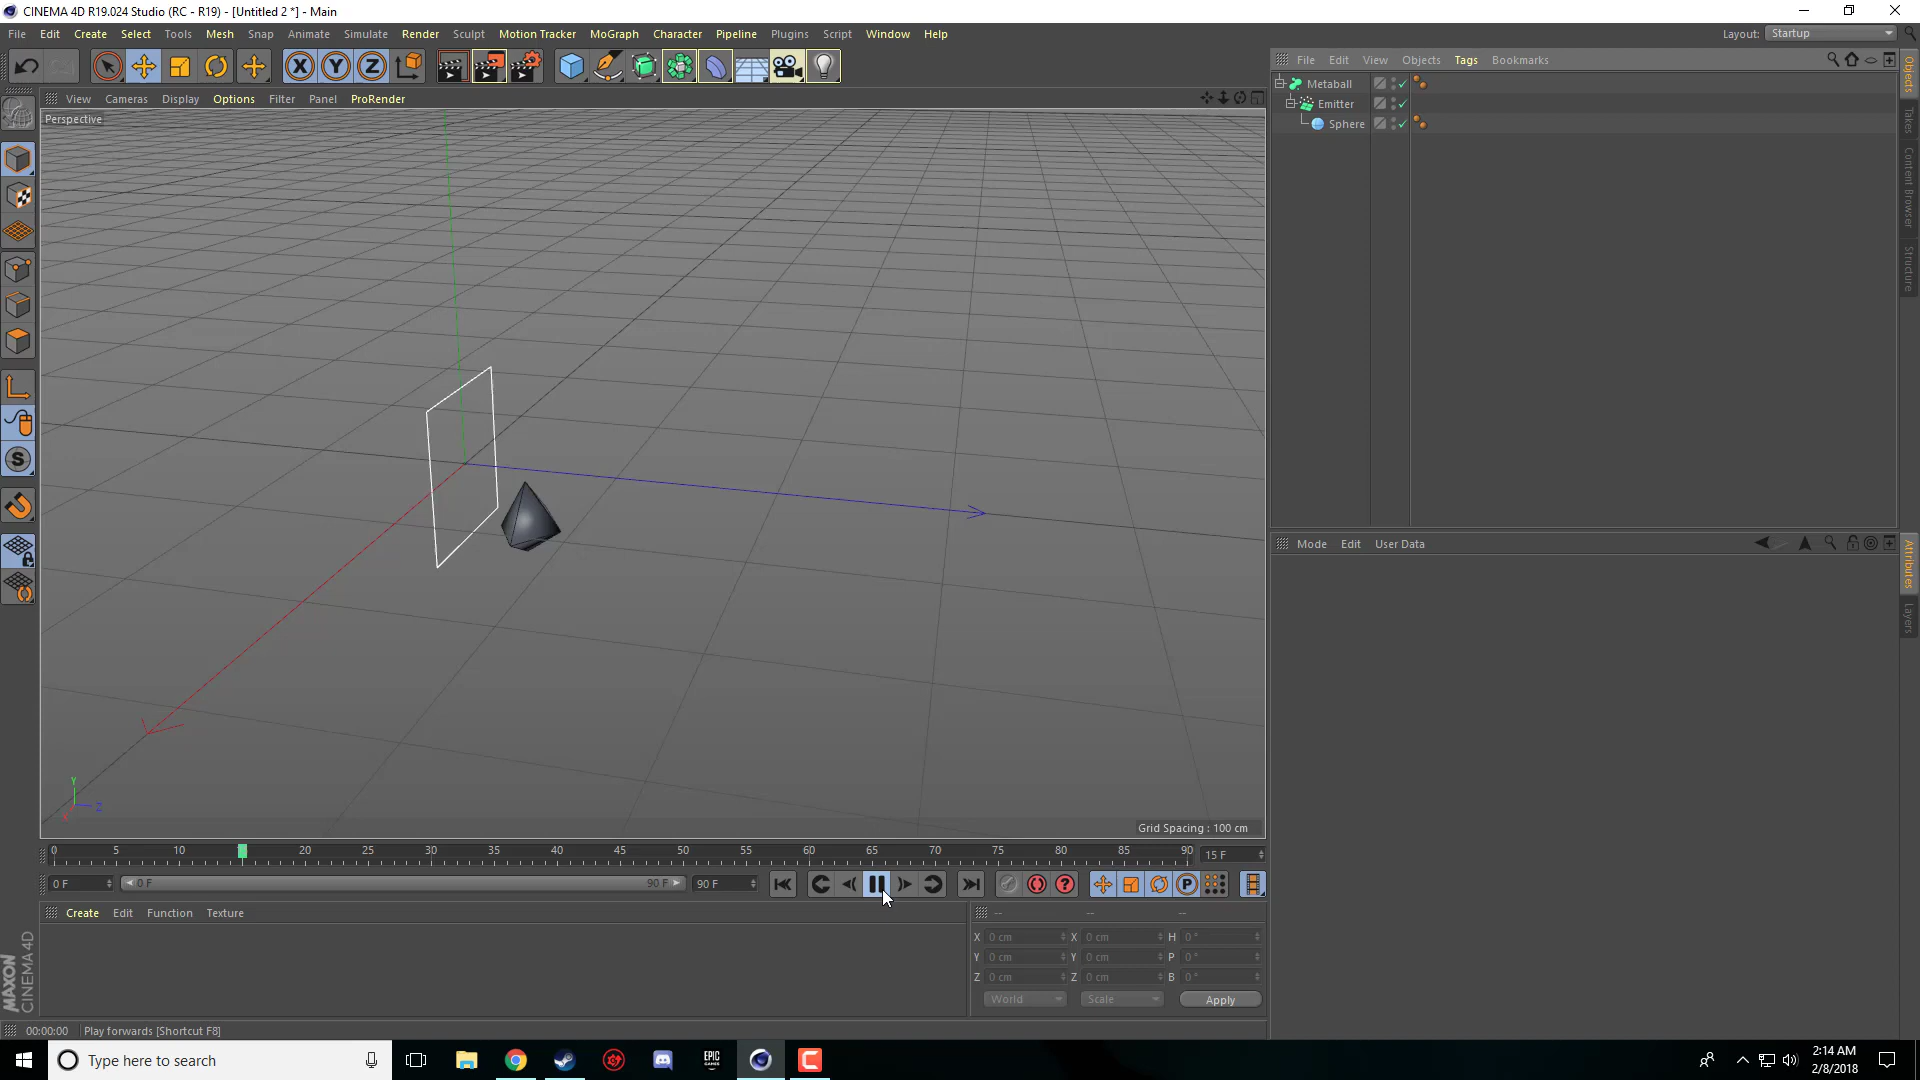 CINEMA 4D R19.024 Studio (RC - R19) - [Untitled 2 *] - Main
File Edit Create Select Tools Mesh Snap Animate Simulate Render Sculpt Motion Tracker MoGraph Character Pipeline Plugins Script Window Help
Layout: Startup
X Y Z
File Edit View Objects Tags Bookmarks
View Cameras Display Options Filter Panel ProRender
Perspective
Metaball
Emitter
Sphere
Objects
Takes
Content Browser
Structure
Mode Edit User Data
Attributes
Layers
S
Y
Z
X
Grid Spacing : 100 cm
0 5 10 20 25 30 35 40 45 50 55 60 65 70 75 80 85 90
15 F
0 F
0 F
90 F
90 F
P
Create Edit Function Texture
-- -- --
X 0 cm X 0 cm H 0 °
Y 0 cm Y 0 cm P 0 °
Z 0 cm Z 0 cm B 0 °
World Scale Apply
MAXON
CINEMA 4D
00:00:00 Play forwards [Shortcut F8]
Type here to search
EPIC
GAMES
2:14 AM
2/8/2018